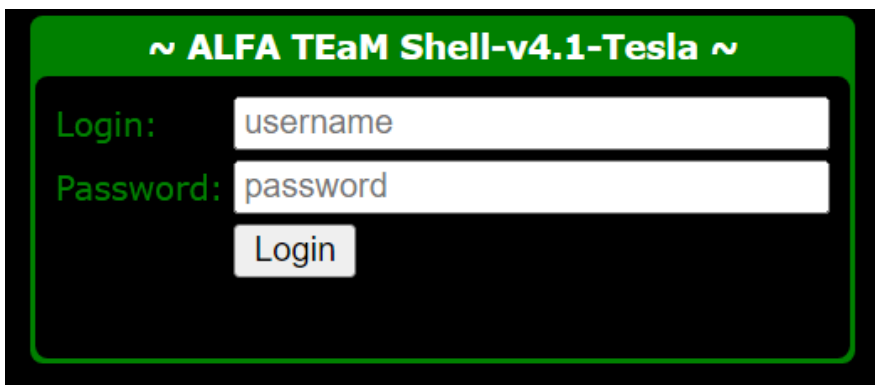 ~ ALFA TEaM Shell-v4.1-Tesla ~
Login: username
Password: password
Login